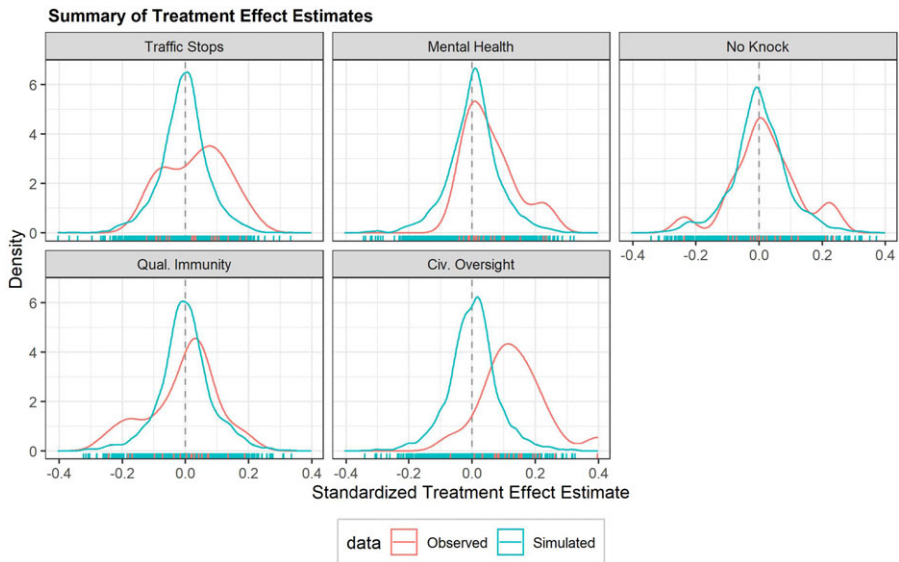 Summary of Treatment Effect Estimates
Traffic Stops
Mental Health
No Knock
6
4
2
0
-0.4 -0.2 0.0 0.2 0.4
Qual. Immunity
Civ. Oversight
6
4
2
0
-0.4 -0.2 0.0 0.2 0.4
-0.4 -0.2 0.0 0.2 0.4
Density
Standardized Treatment Effect Estimate
data Observed Simulated